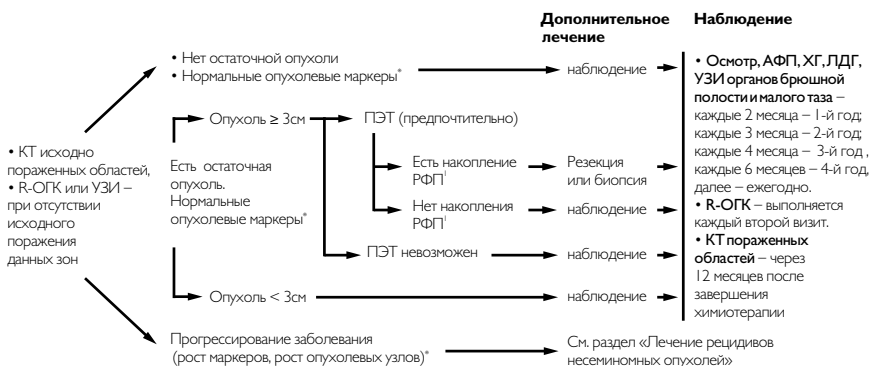 Дополнительное
лечение
Наблюдение
• КТ исходно
пораженных областей,
• R-ОГК или УЗИ –
при отсутствии
исходного
поражения
данных зон
• Нет остаточной опухоли
• Нормальные опухолевые маркеры*
наблюдение
Есть остаточная
опухоль.
Нормальные
опухолевые маркеры*
Опухоль ≥ 3см
ПЭТ (предпочтительно)
Есть накопление
РФП¹
Резекция
или биопсия
Нет накопления
РФП¹
наблюдение
ПЭТ невозможен
наблюдение
Опухоль < 3см
наблюдение
Прогрессирование заболевания
(рост маркеров, рост опухолевых узлов)*
См. раздел «Лечение рецидивов
несеминомных опухолей»
• Осмотр, АФП, ХГ, ЛДГ,
УЗИ органов брюшной
полости и малого таза –
каждые 2 месяца – 1-й год;
каждые 3 месяца – 2-й год;
каждые 4 месяца – 3-й год ,
каждые 6 месяцев – 4-й год,
далее – ежегодно.
• R-ОГК – выполняется
каждый второй визит.
• КТ пораженных
областей – через
12 месяцев после
завершения
химиотерапии